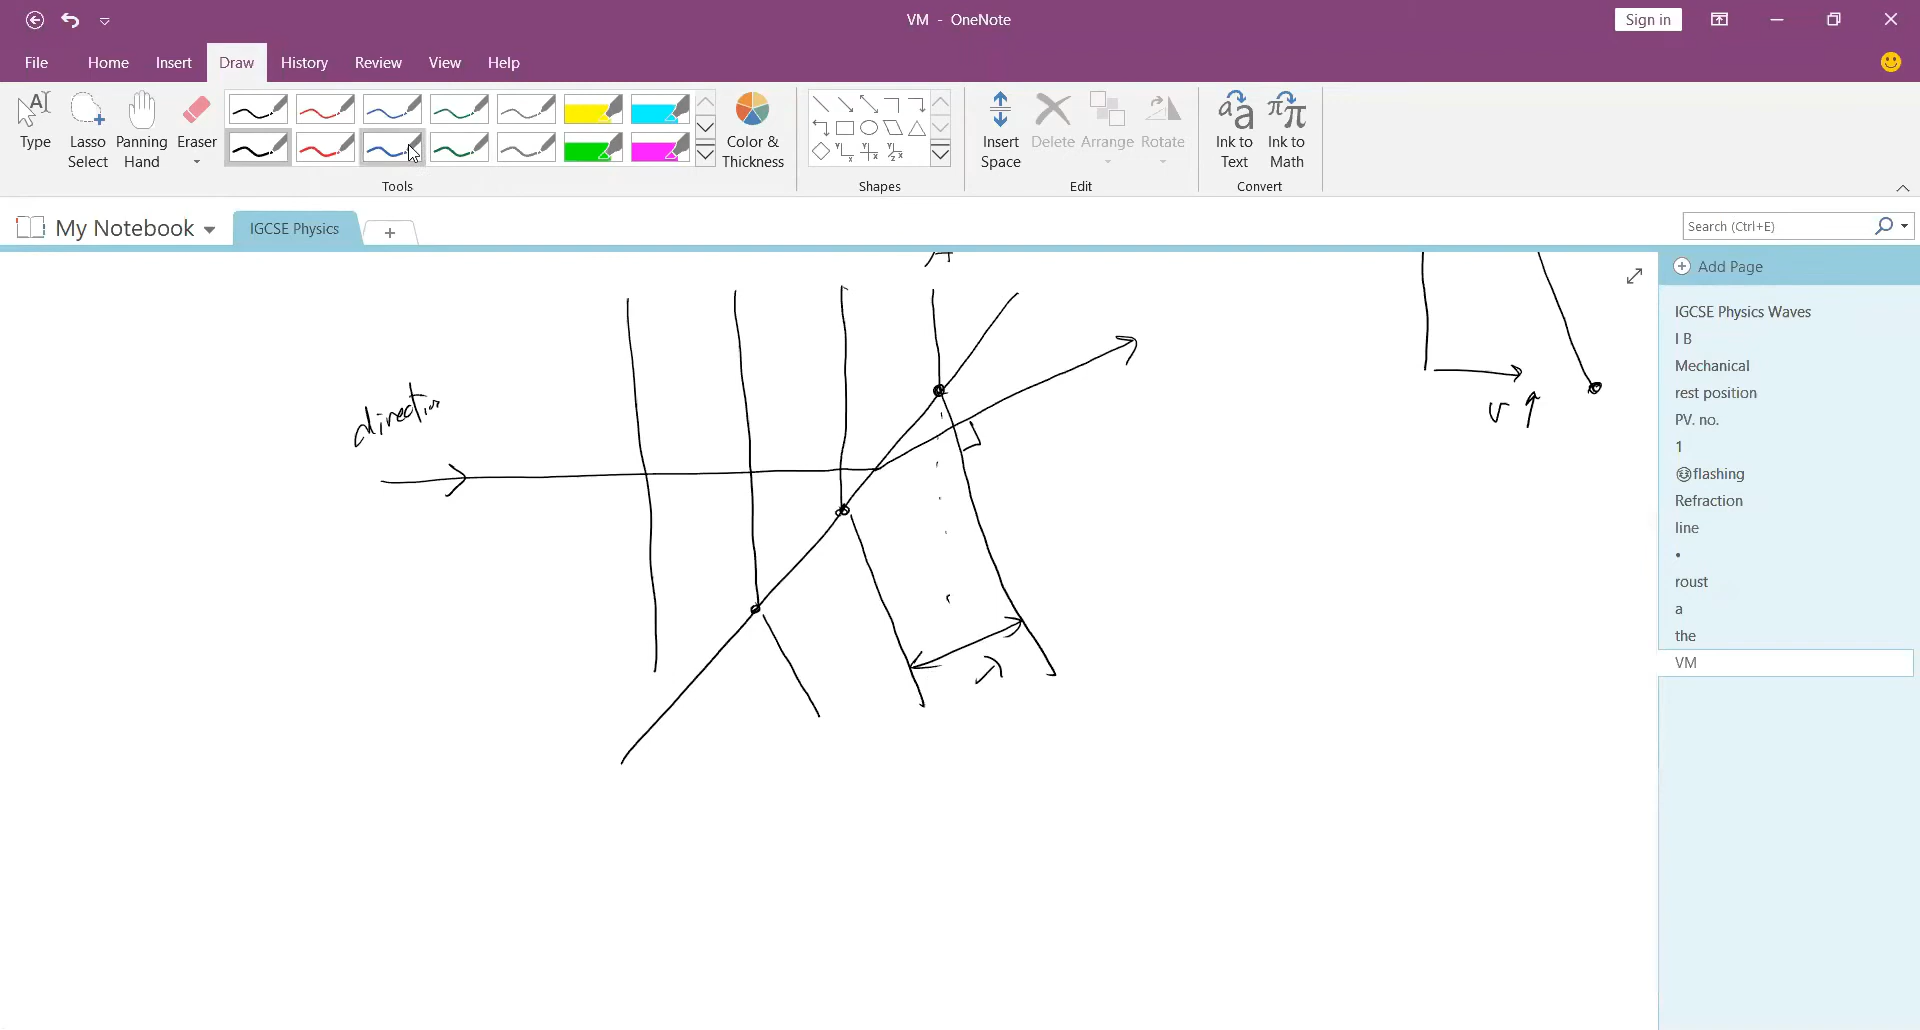 VM - OneNote
Sign in
File Home Insert Draw History Review View Help
Type
Lasso Select
Panning Hand
Eraser
Color & Thickness
Insert Space
Delete
Arrange
Rotate
Ink to Text
Ink to Math
Tools
Shapes
Edit
Convert
My Notebook
IGCSE Physics
Search (Ctrl+E)
Add Page
IGCSE Physics Waves
I B
Mechanical
rest position
PV. no.
1
flashing
Refraction
line
•
roust
a
the
VM
v ↑
λ